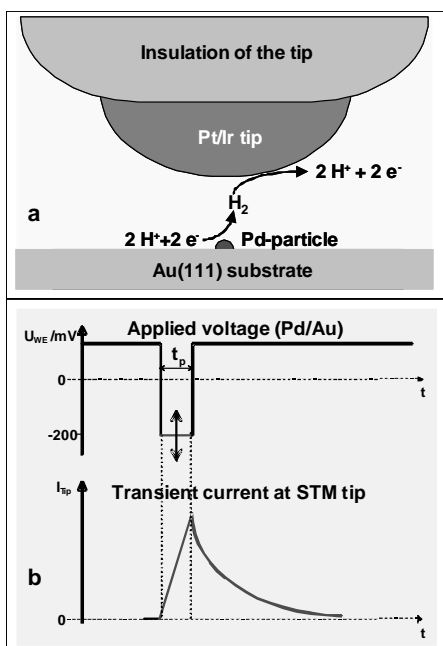 Insulation of the tip
Pt/Ir tip
2 H⁺ + 2 e⁻
H₂
a
2 H⁺+2 e⁻ Pd-particle
Au(111) substrate
U_WE /mV
Applied voltage (Pd/Au)
t_p
0
t
-200
I_Tip
Transient current at STM tip
b
0
t